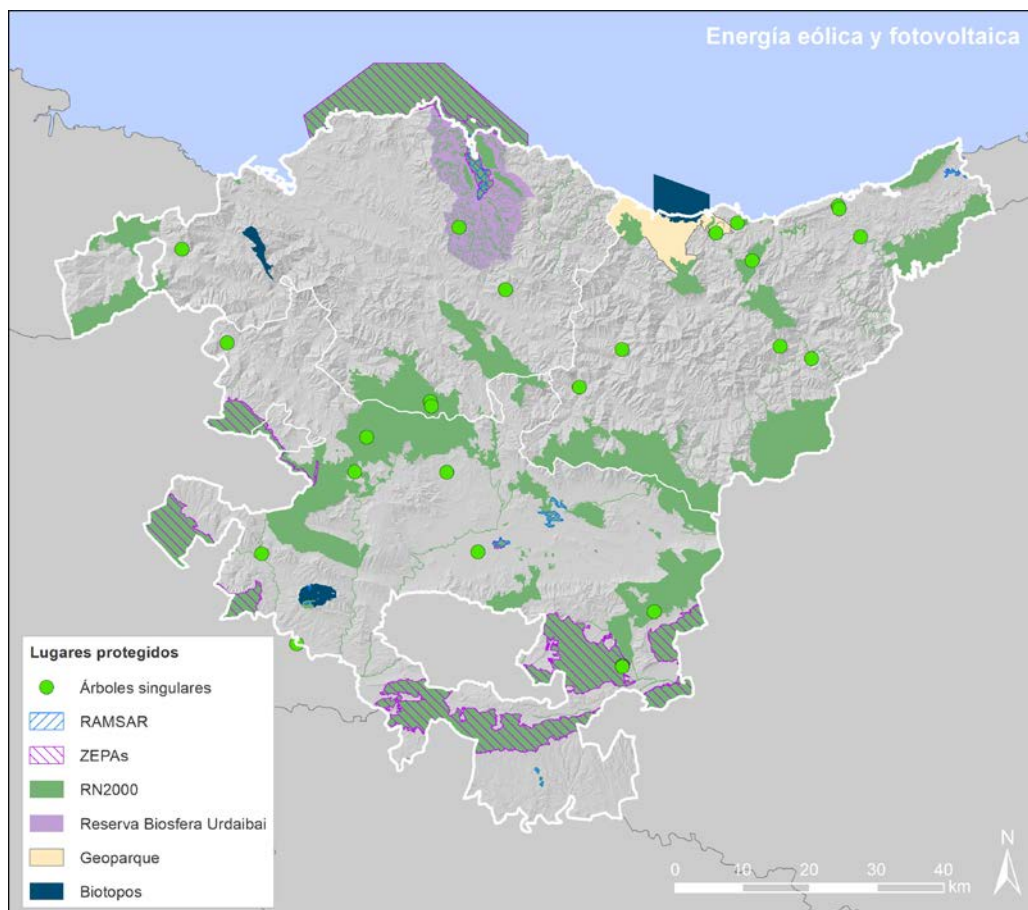 Energía eólica y fotovoltaica
Lugares protegidos
Árboles singulares
RAMSAR
ZEPAs
RN2000
Reserva Biosfera Urdaibai
Geoparque
Biotopos
N
0 10 20 30 40
km